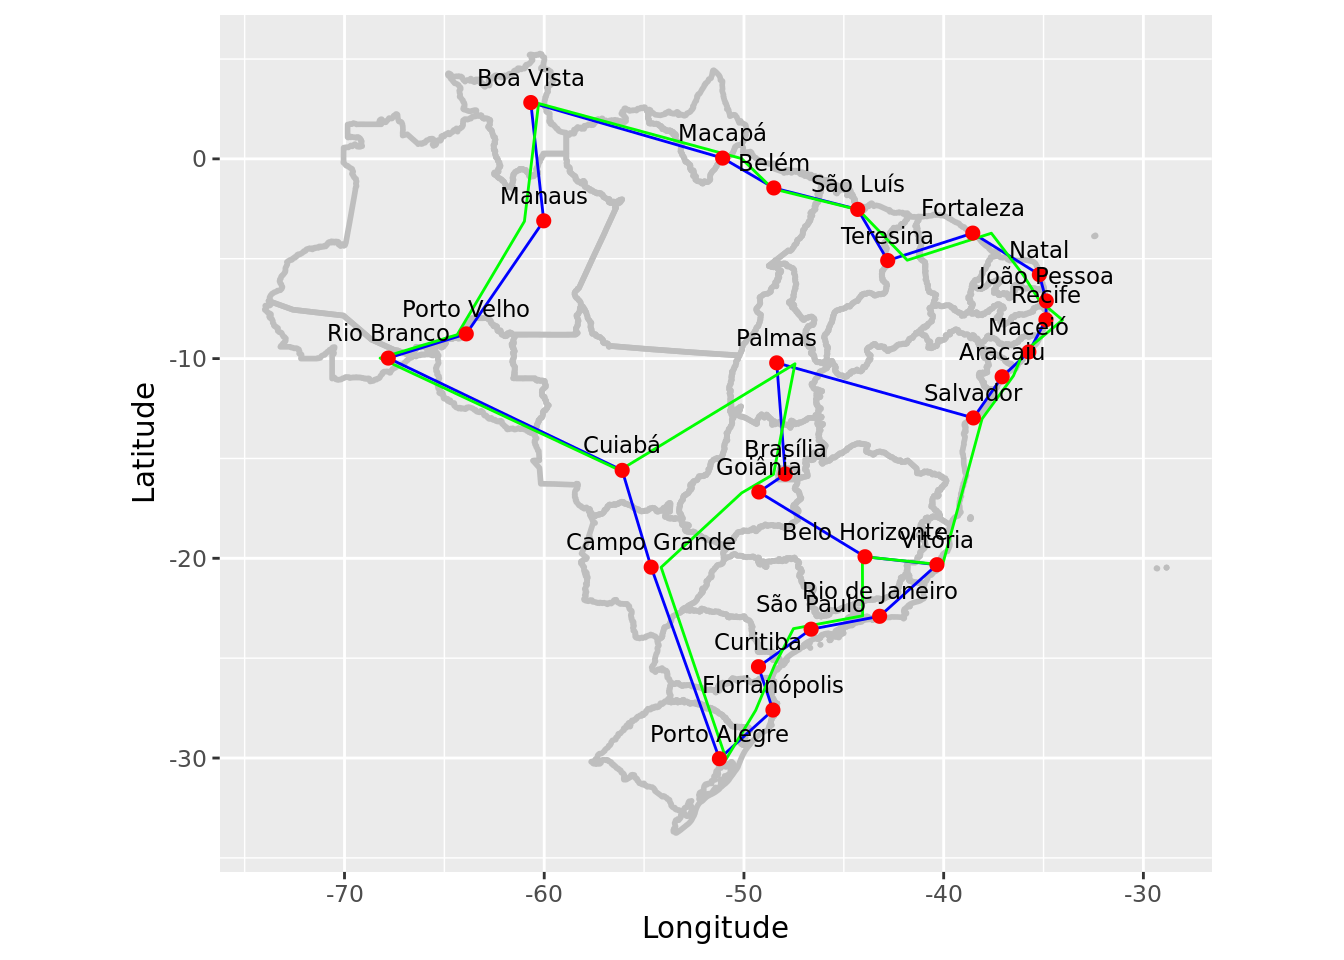 Boa Vista
Macapá
Belém
São Luís
Manaus
Fortaleza
Teresina
Natal
João Pessoa
Recife
Porto Velho
Maceió
Rio Branco
Palmas
Aracaju
Salvador
Cuiabá
Brasília
Goiânia
Belo Horizonte
Vitória
Campo Grande
Rio de Janeiro
São Paulo
Curitiba
Florianópolis
Porto Alegre
0
-10
-20
-30
Latitude
-70
-60
-50
-40
-30
Longitude